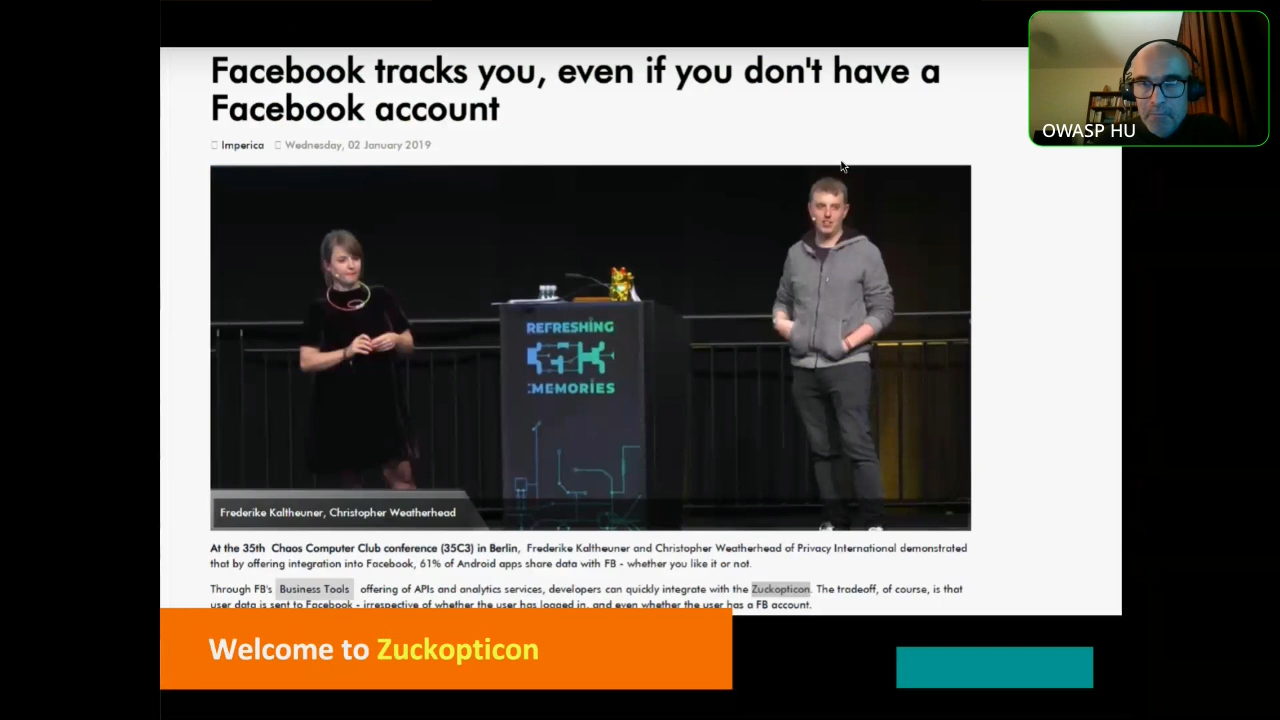 Facebook tracks you, even if you don't have a
Facebook account
Imperica Wednesday, 02 January 2019
OWASP HU
REFRESHING
:MEMORIES
Frederike Kaltheuner, Christopher Weatherhead
At the 35th Chaos Computer Club conference (35C3) in Berlin, Frederike Kaltheuner and Christopher Weatherhead of Privacy International demonstrated
that by offering integration into Facebook, 61% of Android apps share data with FB - whether you like it or not.
Through FB's Business Tools offering of APIs and analytics services, developers can quickly integrate with the Zuckopticon. The tradeoff, of course, is that
user data is sent to Facebook - irrespective of whether the user has logged in, and even whether the user has a FB account.
Welcome to Zuckopticon